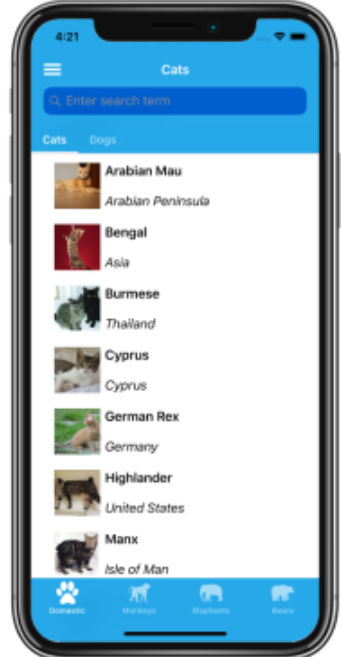 4:21
Cats
Enter search term
Cats Dogs
Arabian Mau
Arabian Peninsula
Bengal
Asia
Burmese
Thailand
Cyprus
Cyprus
German Rex
Germany
Highlander
United States
Manx
Isle of Man
Domestic Monkeys Elephants Bears